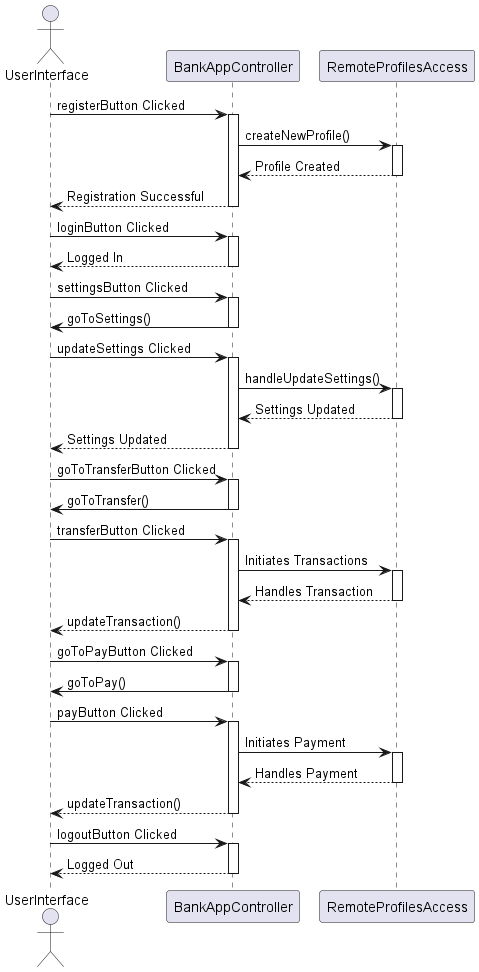 UserInterface
BankAppController
RemoteProfilesAccess
registerButton Clicked
createNewProfile()
Profile Created
Registration Successful
loginButton Clicked
Logged In
settingsButton Clicked
goToSettings()
updateSettings Clicked
handleUpdateSettings()
Settings Updated
Settings Updated
goToTransferButton Clicked
goToTransfer()
transferButton Clicked
Initiates Transactions
Handles Transaction
updateTransaction()
goToPayButton Clicked
goToPay()
payButton Clicked
Initiates Payment
Handles Payment
updateTransaction()
logoutButton Clicked
Logged Out
UserInterface
BankAppController
RemoteProfilesAccess